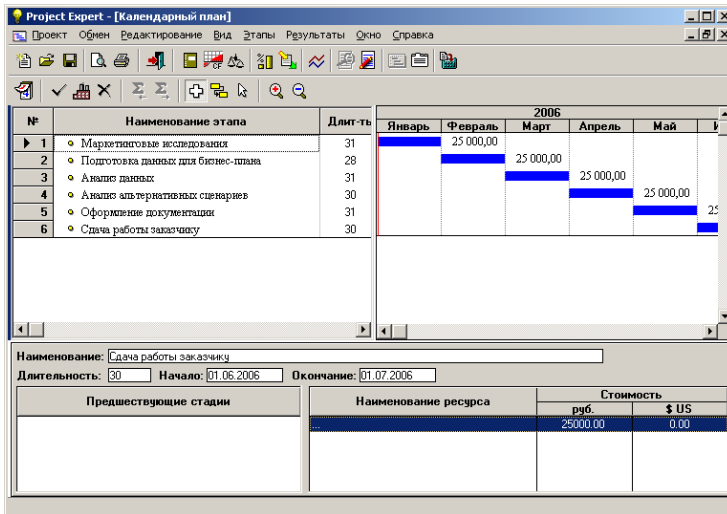 Project Expert - [Календарный план]
Проект Обмен Редактирование Вид Этапы Результаты Окно Справка
№ Наименование этапа Длит-ть
2006
Январь Февраль Март Апрель Май И
1 Маркетинговые исследования 31 25 000,00
2 Подготовка данных для бизнес-плана 28 25 000,00
3 Анализ данных 31 25 000,00
4 Анализ альтернативных сценариев 30 25 000,00
5 Оформление документации 31 25
6 Сдача работы заказчику 30
Наименование: Сдача работы заказчику
Длительность: 30 Начало: 01.06.2006 Окончание: 01.07.2006
Предшествующие стадии Наименование ресурса Стоимость
руб. $ US
... 25000.00 0.00